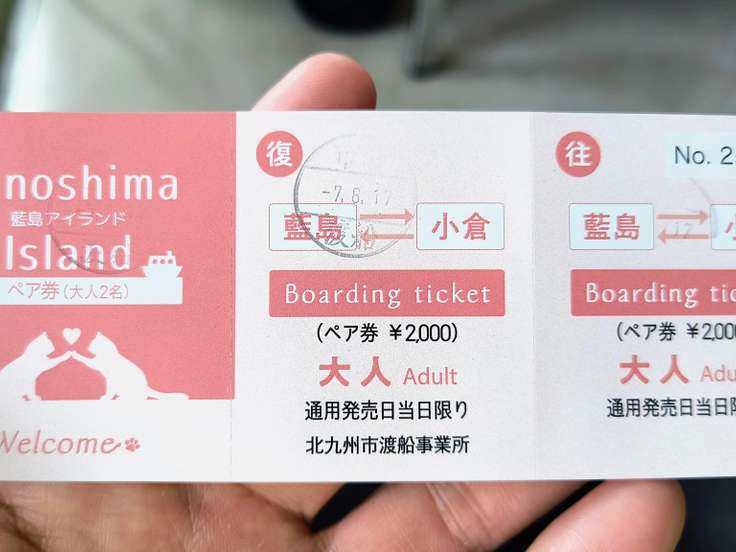 noshima
藍島アイランド
Island
ペア券(大人2名)
Welcome
復
-7.8.17
藍島
小倉
Boarding ticket
(ペア券 ¥2,000)
大人 Adult
通用発売日当日限り
北九州市渡船事業所
往
No. 2
藍島
Boarding tic
(ペア券 ¥2,000
大人 Adu
通用発売日当日